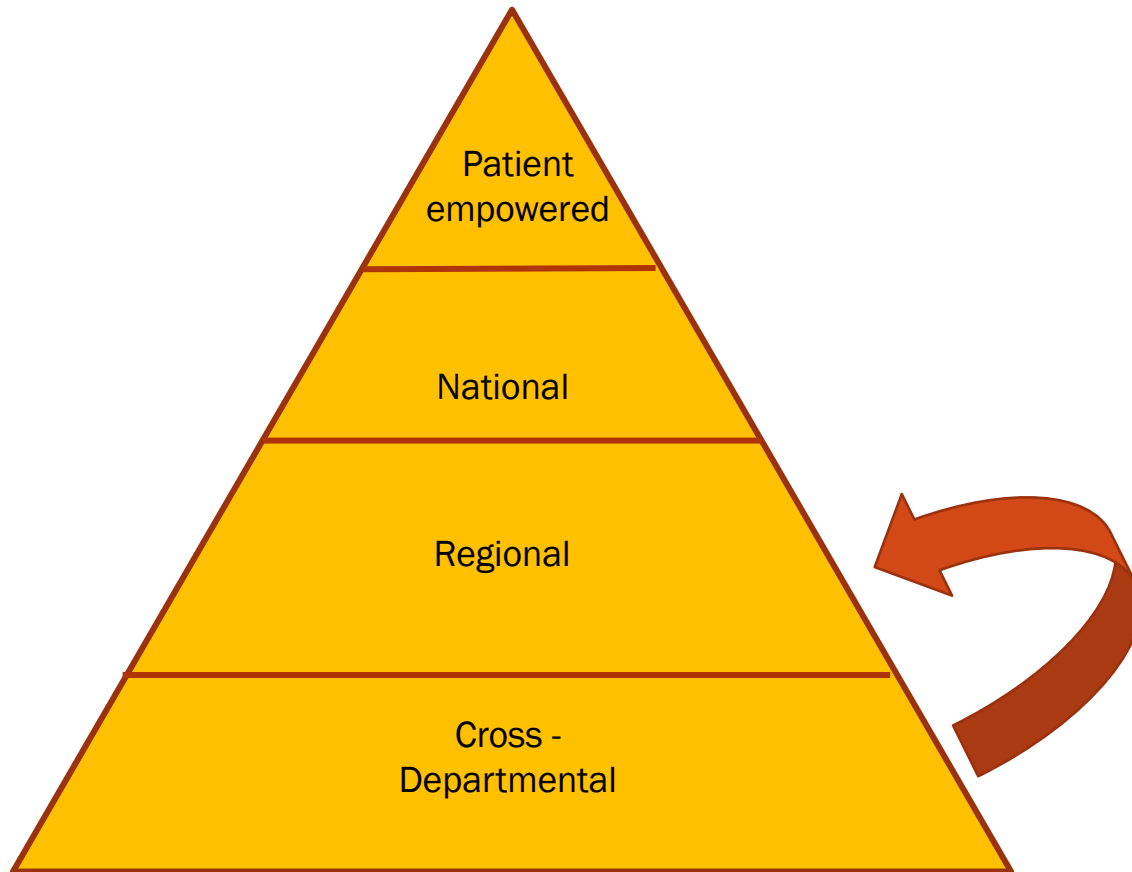 Patient
empowered
National
Regional
Cross -
Departmental